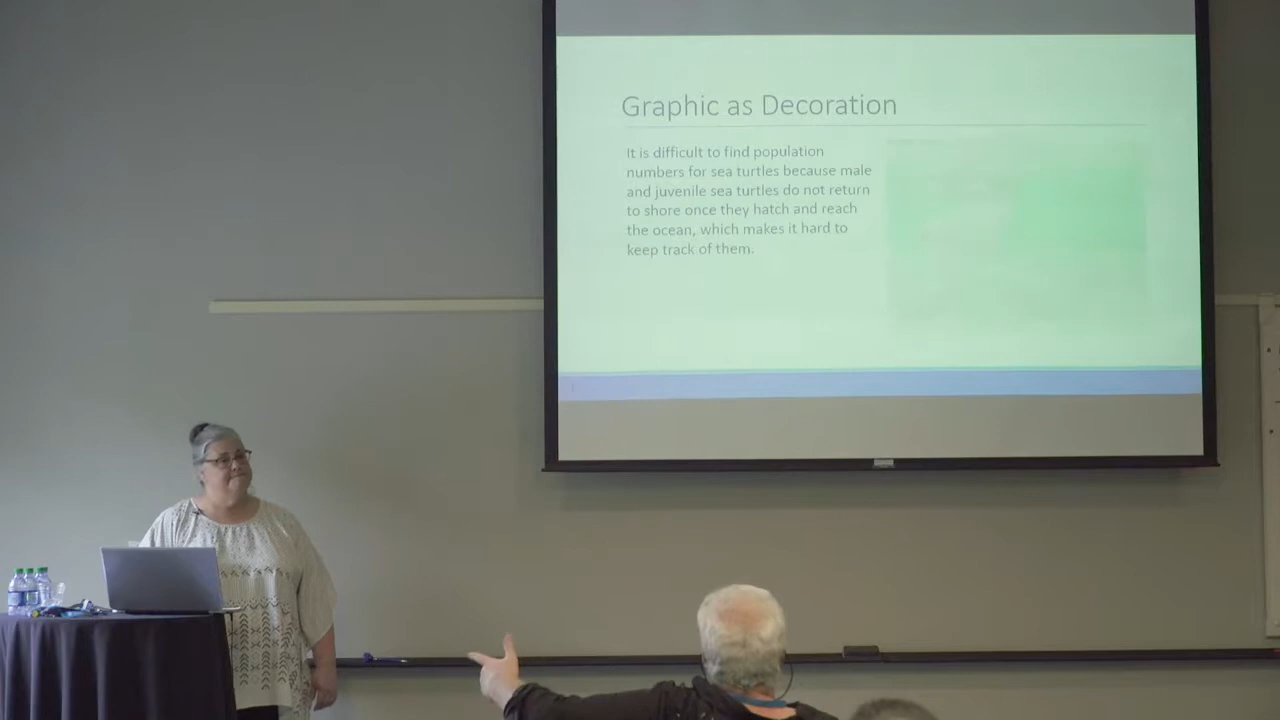 Graphic as Decoration
It is difficult to find population
numbers for sea turtles because male
and juvenile sea turtles do not return
to shore once they hatch and reach
the ocean, which makes it hard to
keep track of them.